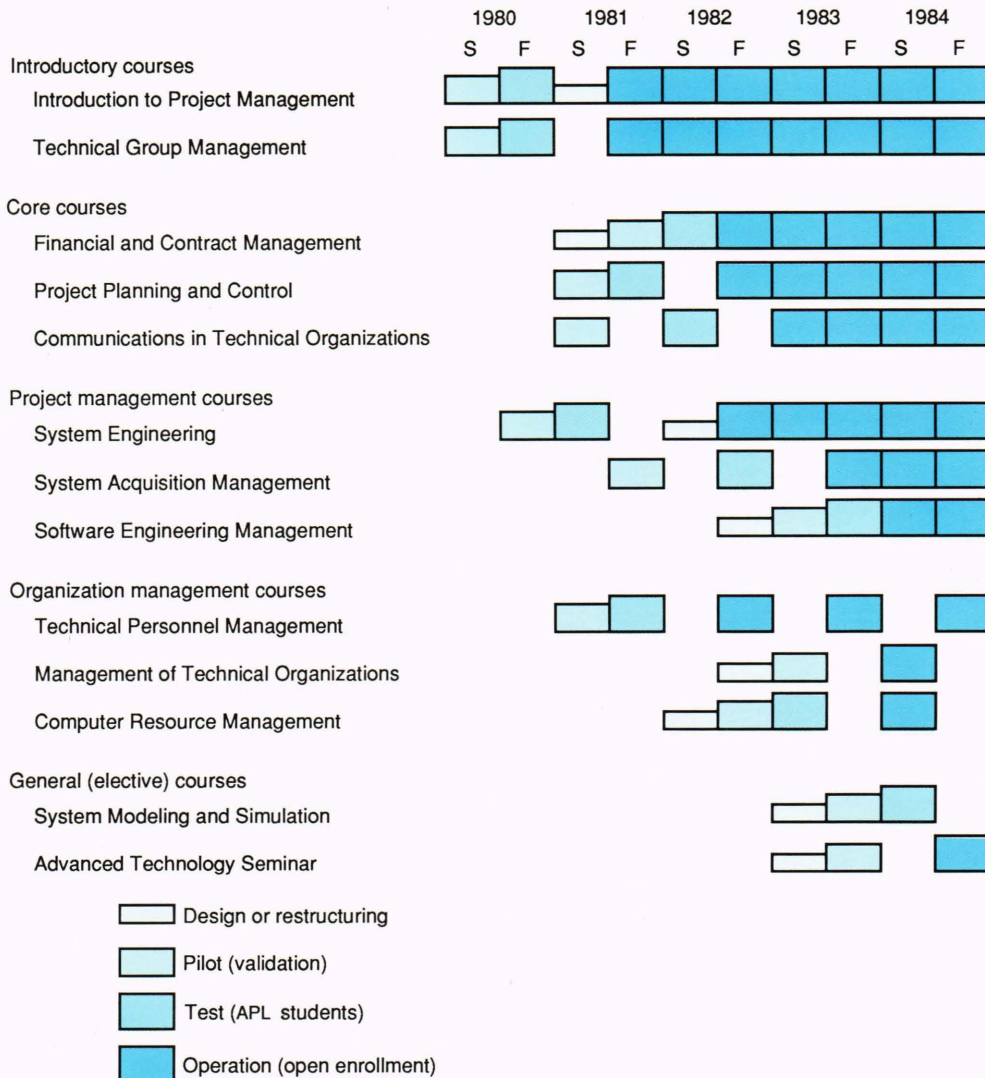 1980 1981 1982 1983 1984
S F S F S F S F S F
Introductory courses
Introduction to Project Management
Technical Group Management
Core courses
Financial and Contract Management
Project Planning and Control
Communications in Technical Organizations
Project management courses
System Engineering
System Acquisition Management
Software Engineering Management
Organization management courses
Technical Personnel Management
Management of Technical Organizations
Computer Resource Management
General (elective) courses
System Modeling and Simulation
Advanced Technology Seminar
Design or restructuring
Pilot (validation)
Test (APL students)
Operation (open enrollment)